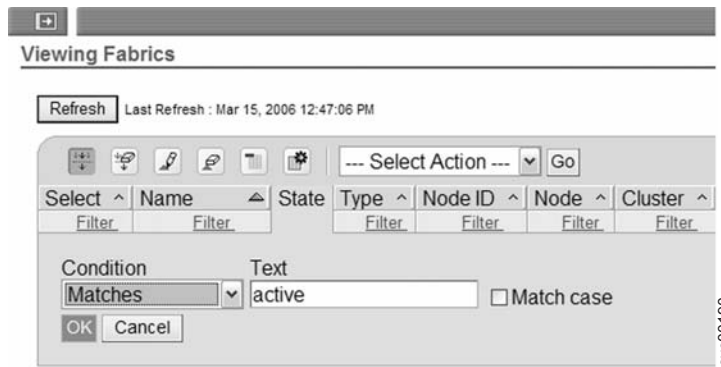 Viewing Fabrics
Refresh Last Refresh : Mar 15, 2006 12:47:06 PM
--- Select Action --- Go
Select Name State Type Node ID Node Cluster
Filter Filter Filter Filter Filter Filter
Condition Text
Matches active Match case
OK Cancel